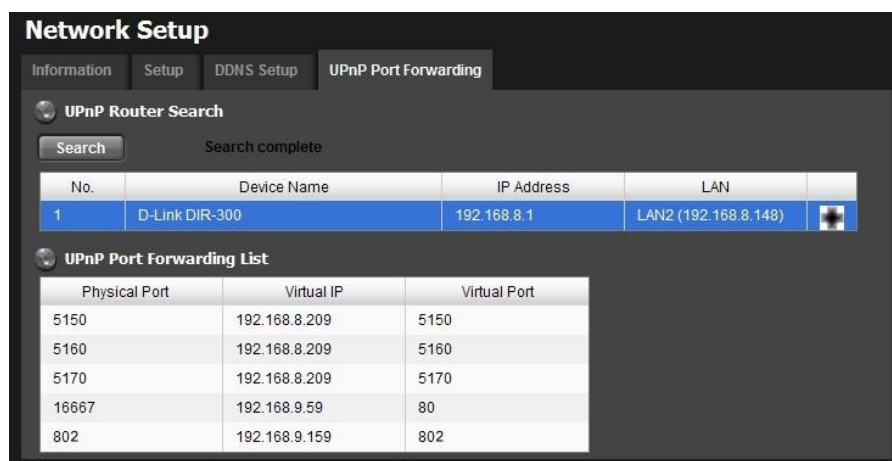 Network Setup
Information Setup DDNS Setup UPnP Port Forwarding
UPnP Router Search
Search Search complete
No. Device Name IP Address LAN
1 D-Link DIR-300 192.168.8.1 LAN2 (192.168.8.148)
UPnP Port Forwarding List
Physical Port Virtual IP Virtual Port
5150 192.168.8.209 5150
5160 192.168.8.209 5160
5170 192.168.8.209 5170
16667 192.168.9.59 80
802 192.168.9.159 802